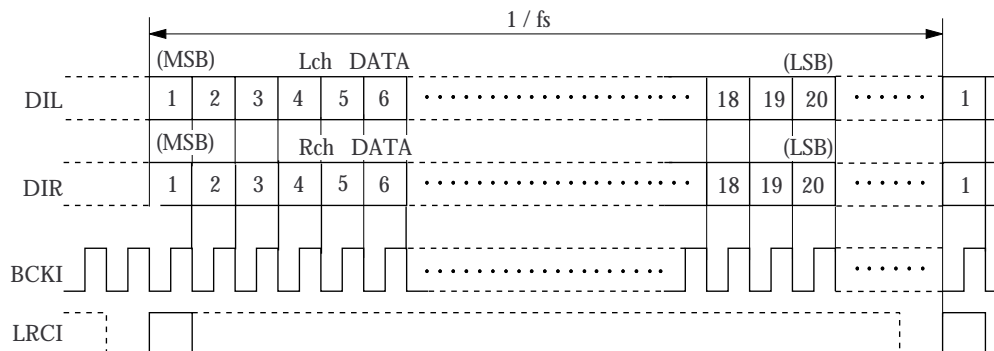 1 / fs
(MSB) Lch DATA (LSB)
DIL 1 2 3 4 5 6 18 19 20 1
(MSB) Rch DATA (LSB)
DIR 1 2 3 4 5 6 18 19 20 1
BCKI
LRCI